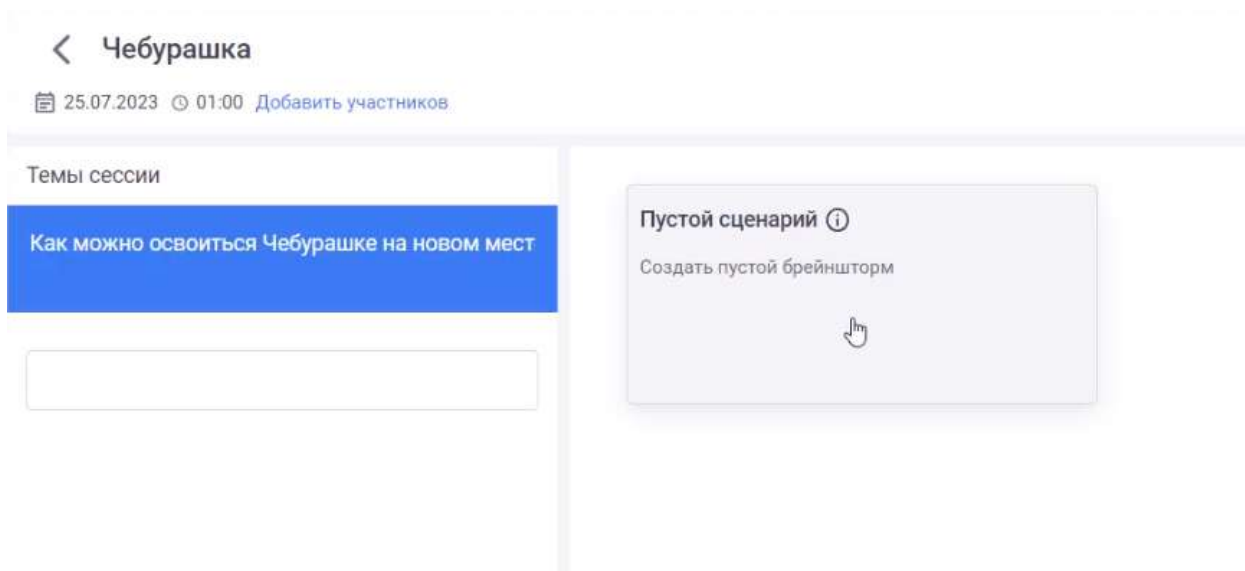 Чебурашка
25.07.2023 01:00 Добавить участников
Темы сессии
Как можно освоиться Чебурашке на новом мест
Пустой сценарий
Создать пустой брейншторм